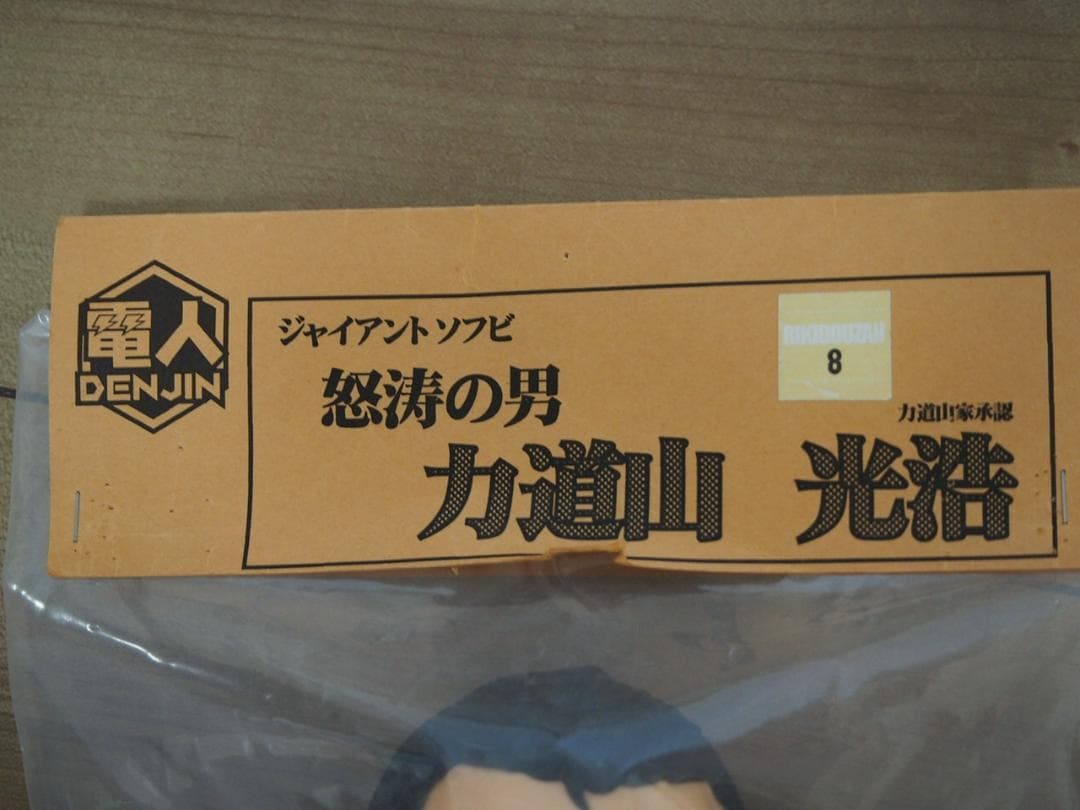 電人
DENJIN
ジャイアント ソフビ
怒涛の男
RIKIDOUZAN
8
力道山家承認
力道山 光浩